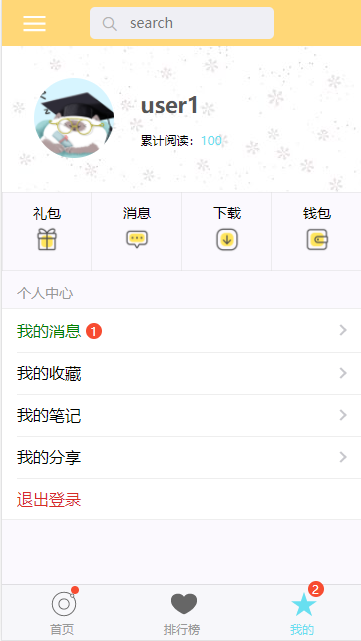 search
user1
累计阅读：100
礼包 消息 下载 钱包
个人中心
我的消息 1
我的收藏
我的笔记
我的分享
退出登录
2
首页 排行榜 我的